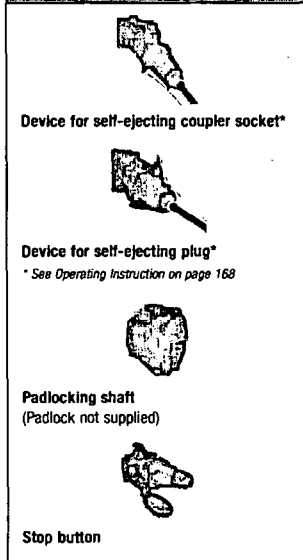 Device for self-ejecting coupler socket*
Device for self-ejecting plug*
* See Operating Instruction on page 168
Padlocking shaft
(Padlock not supplied)
Stop button